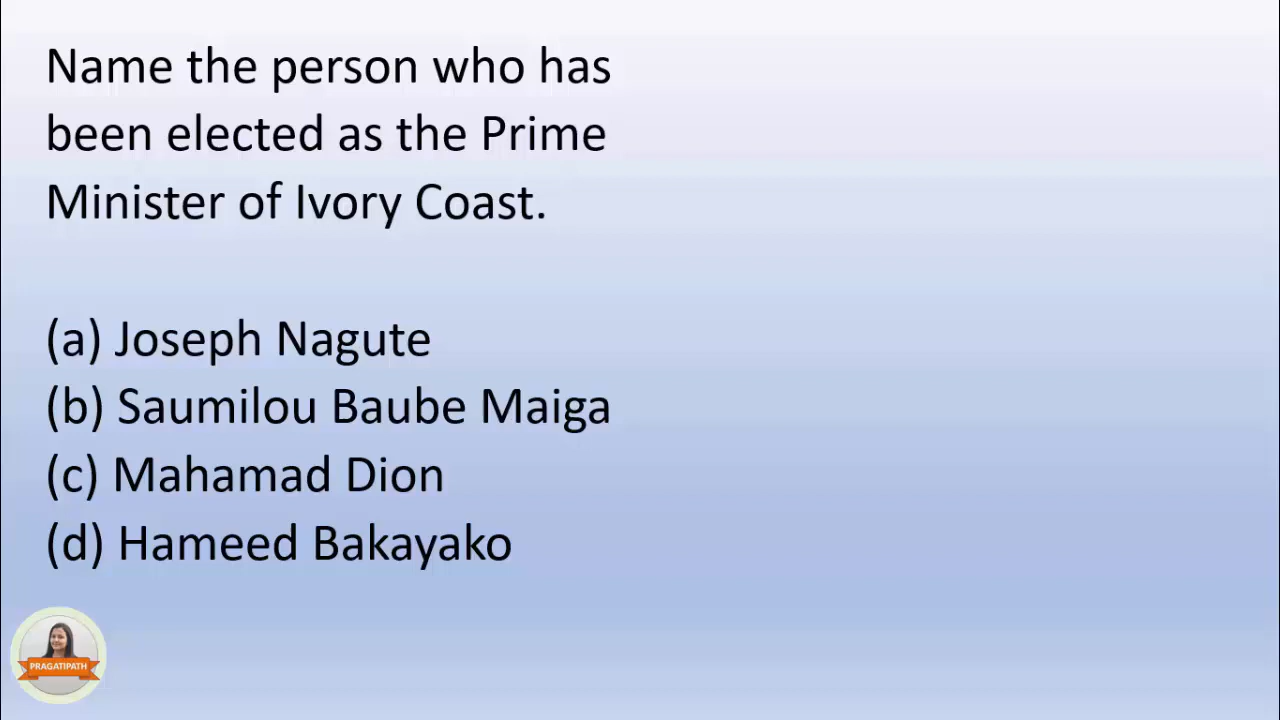 Name the person who has
been elected as the Prime
Minister of Ivory Coast.
(a) Joseph Nagute
(b) Saumilou Baube Maiga
(c) Mahamad Dion
(d) Hameed Bakayako
PRAGATIPATH